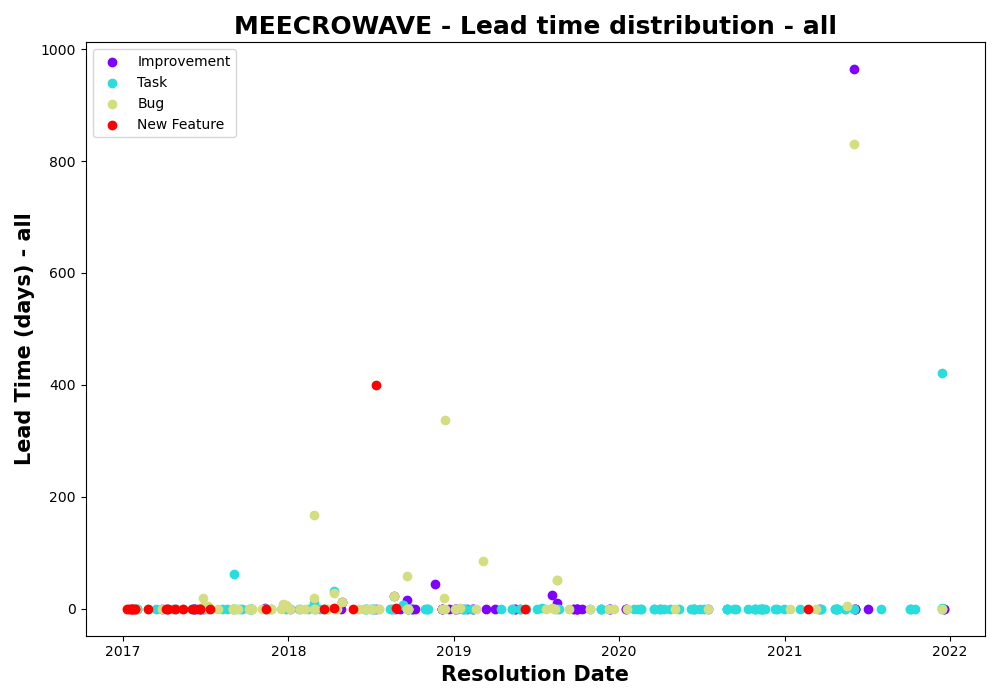 MEECROWAVE - Lead time distribution - all
Improvement
Task
Bug
New Feature
Lead Time (days) - all
1000
800
600
400
200
0
2017 2018 2019 2020 2021 2022
Resolution Date